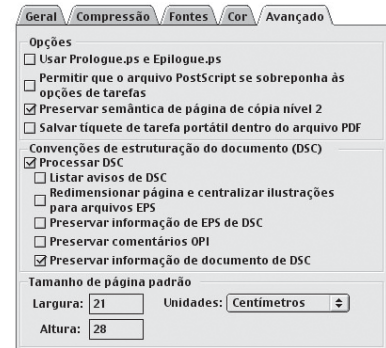 Geral Compressão Fontes Cor Avançado
Opções
Usar Prologue.ps e Epilogue.ps
Permitir que o arquivo PostScript se sobreponha às
opções de tarefas
Preservar semântica de página de cópia nível 2
Salvar tíquete de tarefa portátil dentro do arquivo PDF
Convenções de estruturação do documento (DSC)
Processar DSC
Listar avisos de DSC
Redimensionar página e centralizar ilustrações
para arquivos EPS
Preservar informação de EPS de DSC
Preservar comentários OPI
Preservar informação de documento de DSC
Tamanho de página padrão
Largura: 21 Unidades: Centímetros
Altura: 28